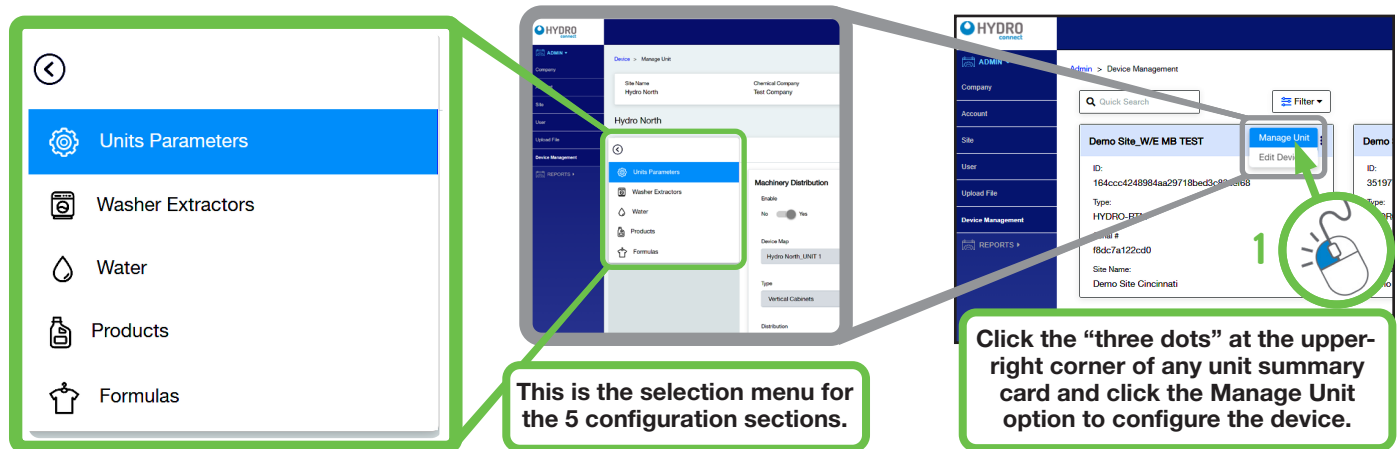 Units Parameters
Washer Extractors
Water
Products
Formulas
HYDRO
connect
ADMIN
Company
Site
User
Upload File
Device Management
REPORTS
Device > Manage Unit
Site Name
Hydro North
Chemical Company
Test Company
Hydro North
Units Parameters
Washer Extractors
Water
Products
Formulas
Machinery Distribution
Enable
No Yes
Device Map
Hydro North_UNIT 1
Type
Vertical Cabinets
Distribution
This is the selection menu for
the 5 configuration sections.
HYDRO
connect
ADMIN
Company
Account
Site
User
Upload File
Device Management
REPORTS
Admin > Device Management
Quick Search
Filter
Demo Site_W/E MB TEST
Manage Unit
Edit
ID:
Type:
f8dc7a122cd0
Site Name:
Demo Site Cincinnati
Demo
ID:
35197
1
Click the “three dots” at the upper-
right corner of any unit summary
card and click the Manage Unit
option to configure the device.